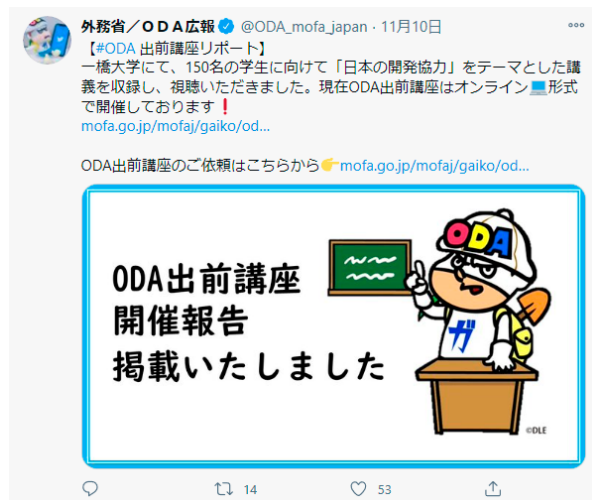 外務省／ＯＤＡ広報 @ODA_mofa_japan · 11月10日
【#ODA 出前講座リポート】
一橋大学にて、150名の学生に向けて「日本の開発協力」をテーマとした講
義を収録し、視聴いただきました。現在ODA出前講座はオンライン💻形式
で開催しております❗
mofa.go.jp/mofaj/gaiko/od...
ODA出前講座のご依頼はこちらから👉mofa.go.jp/mofaj/gaiko/od...
ODA
ODA出前講座
開催報告
掲載いたしました
ガ
©DLE
14
53